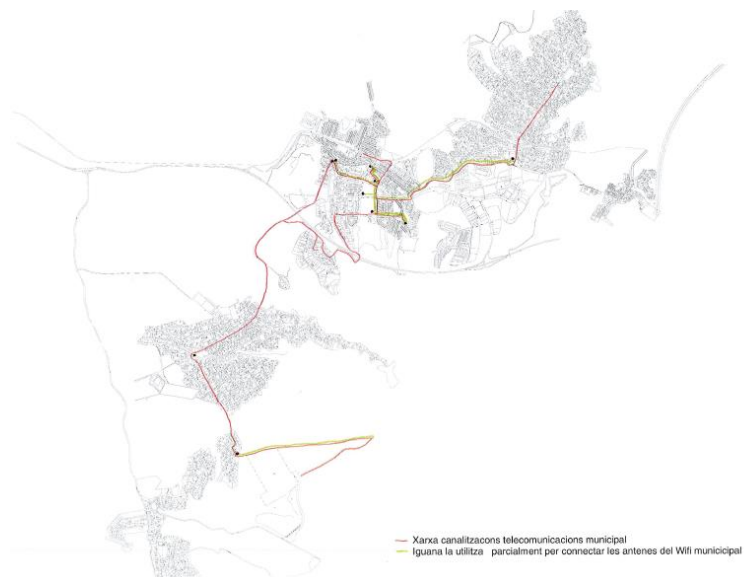 Xarxa canalitzacons telecomunicacions municipal
Iguana la utilitza parcialment per connectar les antenes del Wifi municicipal